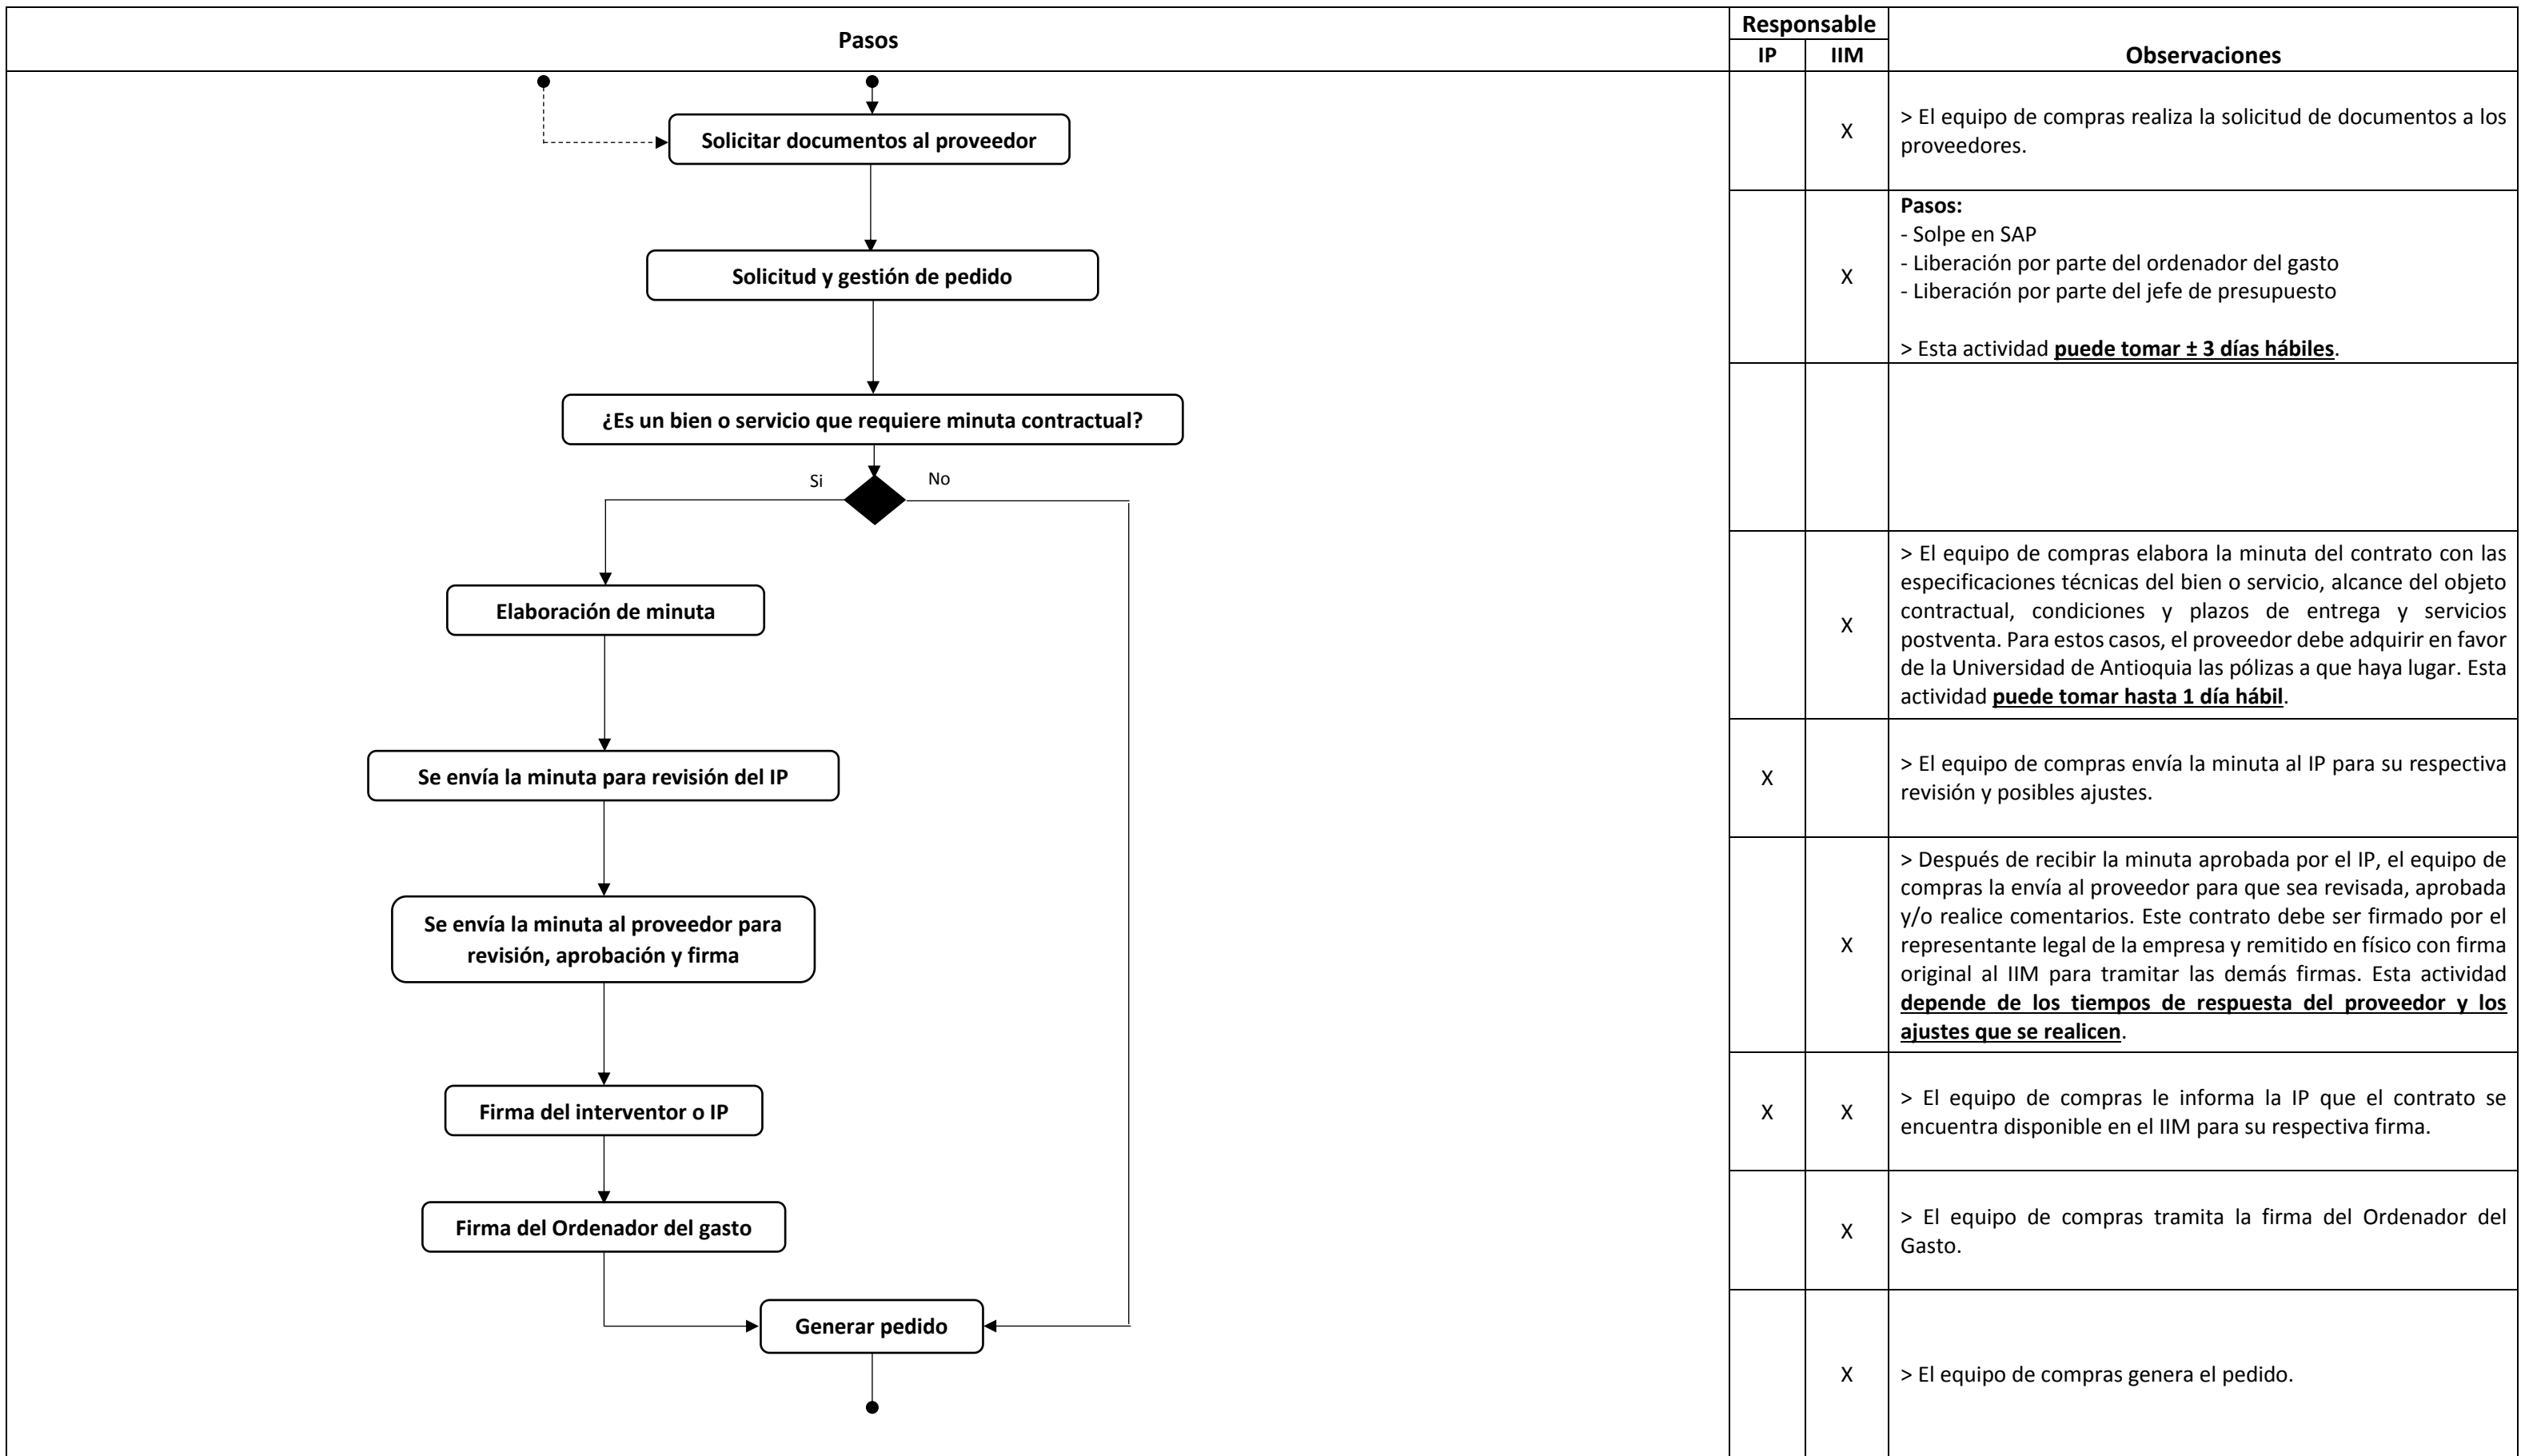 Pasos
Responsable
IP
IIM
Observaciones
Solicitar documentos al proveedor
X
> El equipo de compras realiza la solicitud de documentos a los
proveedores.
Solicitud y gestión de pedido
X
Pasos:
- Solpe en SAP
- Liberación por parte del ordenador del gasto
- Liberación por parte del jefe de presupuesto
> Esta actividad puede tomar ± 3 días hábiles.
¿Es un bien o servicio que requiere minuta contractual?
Si
No
Elaboración de minuta
X
> El equipo de compras elabora la minuta del contrato con las
especificaciones técnicas del bien o servicio, alcance del objeto
contractual, condiciones y plazos de entrega y servicios
postventa. Para estos casos, el proveedor debe adquirir en favor
de la Universidad de Antioquia las pólizas a que haya lugar. Esta
actividad puede tomar hasta 1 día hábil.
Se envía la minuta para revisión del IP
X
> El equipo de compras envía la minuta al IP para su respectiva
revisión y posibles ajustes.
Se envía la minuta al proveedor para
revisión, aprobación y firma
X
> Después de recibir la minuta aprobada por el IP, el equipo de
compras la envía al proveedor para que sea revisada, aprobada
y/o realice comentarios. Este contrato debe ser firmado por el
representante legal de la empresa y remitido en físico con firma
original al IIM para tramitar las demás firmas. Esta actividad
depende de los tiempos de respuesta del proveedor y los
ajustes que se realicen.
Firma del interventor o IP
X
X
> El equipo de compras le informa la IP que el contrato se
encuentra disponible en el IIM para su respectiva firma.
Firma del Ordenador del gasto
X
> El equipo de compras tramita la firma del Ordenador del
Gasto.
Generar pedido
X
> El equipo de compras genera el pedido.